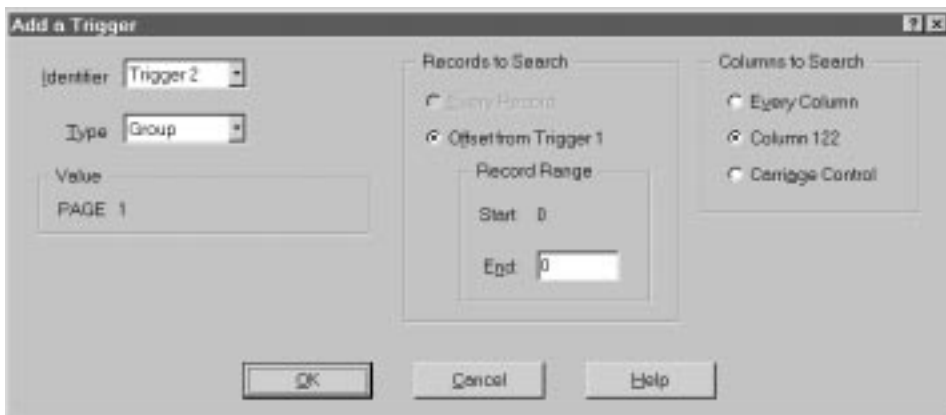 Add a Trigger
Identifier Trigger 2
Type Group
Value
PAGE 1
Records to Search
Every Record
Offset from Trigger 1
Record Range
Start 0
End 0
Columns to Search
Every Column
Column 122
Carriage Control
OK
Cancel
Help